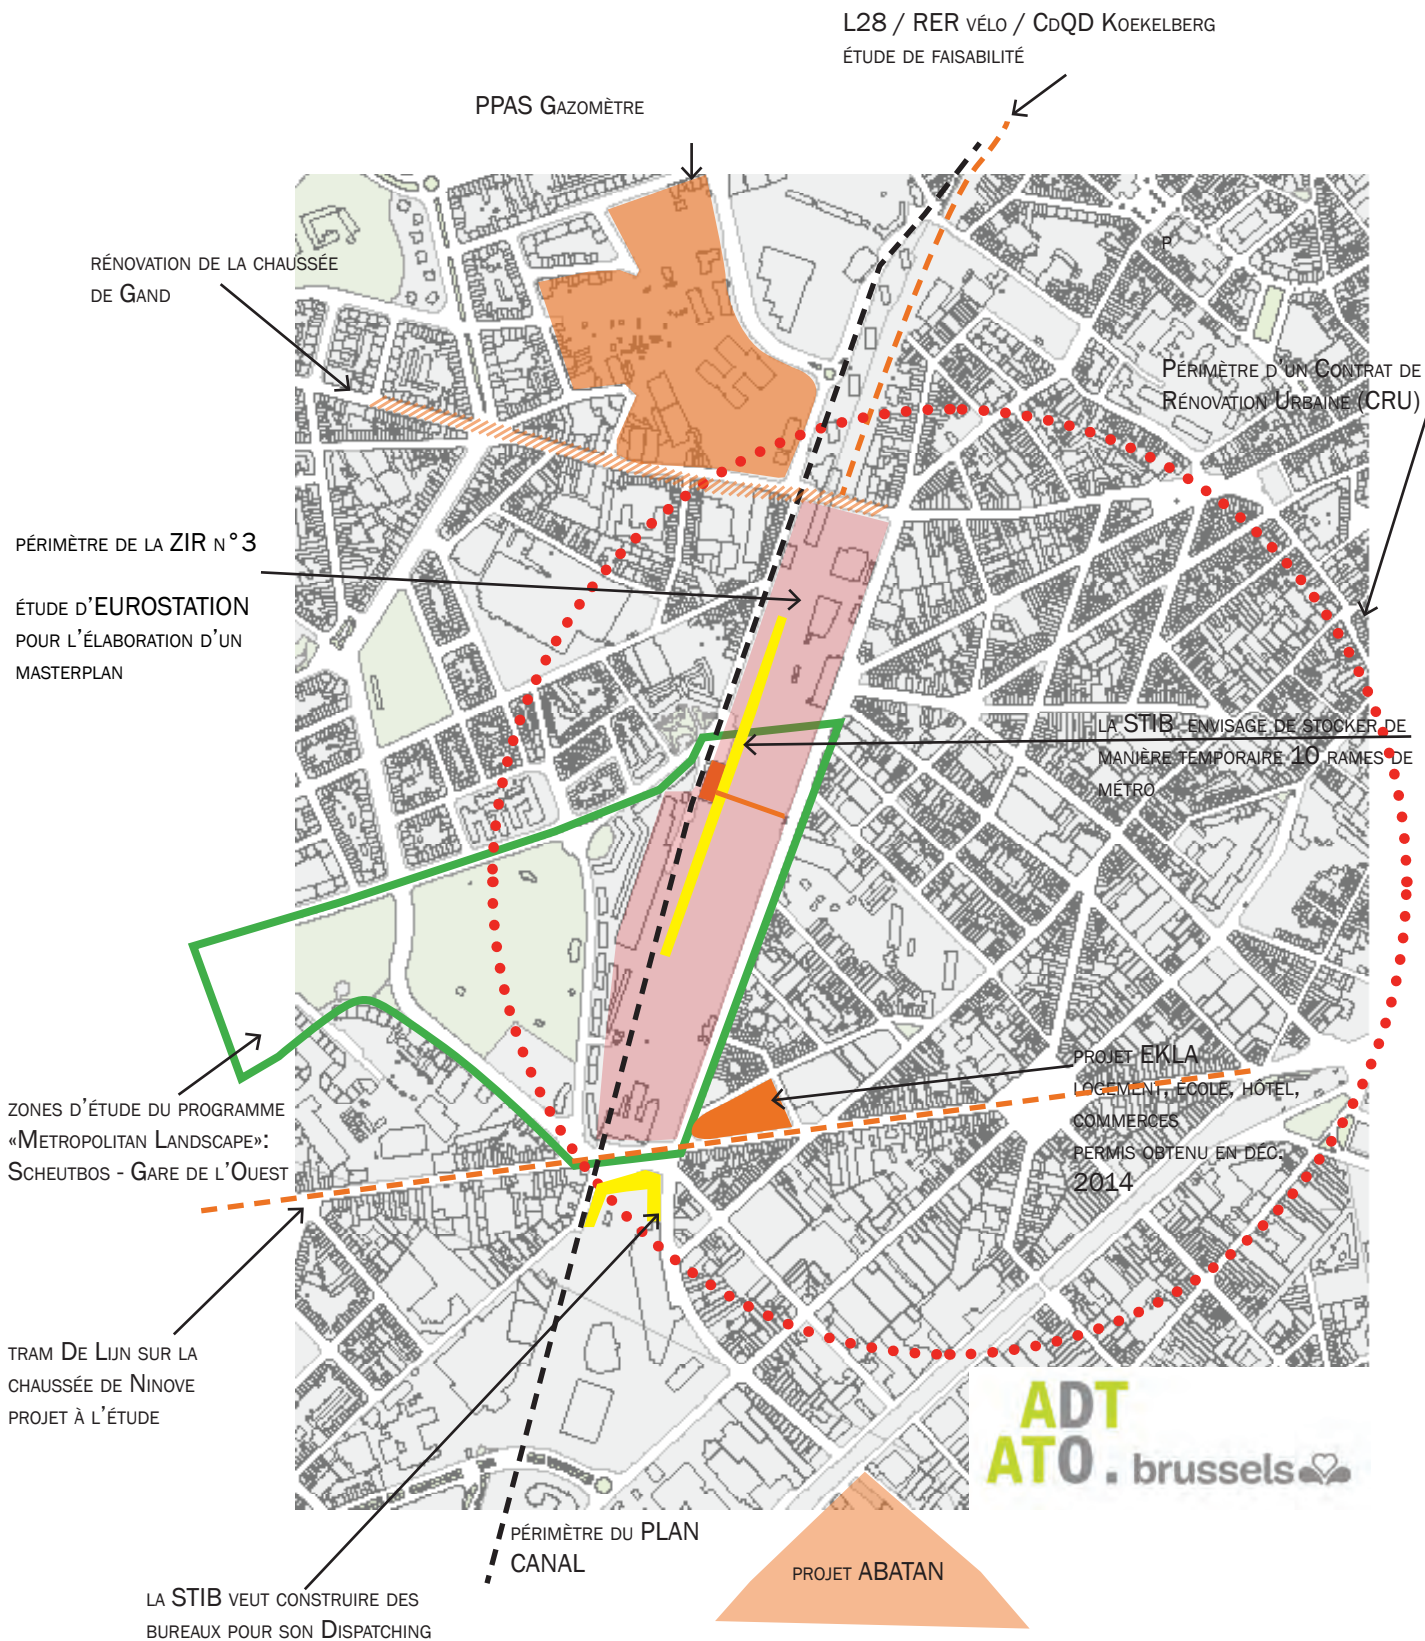 L28 / RER vélo / CdQD Koekelberg
étude de faisabilité
PPAS Gazomètre
rénovation de la chaussée
de Gand
P
Périmètre d'un Contrat de
Rénovation Urbaine (CRU)
périmètre de la ZIR n°3
étude d'EUROSTATION
pour l'élaboration d'un
masterplan
la STIB envisage de stocker de
manière temporaire 10 rames de
métro
projet EKLA
logement, école, hôtel,
commerces
permis obtenu en déc.
2014
zones d'étude du programme
«Metropolitan Landscape»:
Scheutbos - Gare de l'Ouest
tram De Lijn sur la
chaussée de Ninove
projet à l'étude
ADT
ATO. brussels
périmètre du PLAN
CANAL
projet ABATAN
la STIB veut construire des
bureaux pour son Dispatching